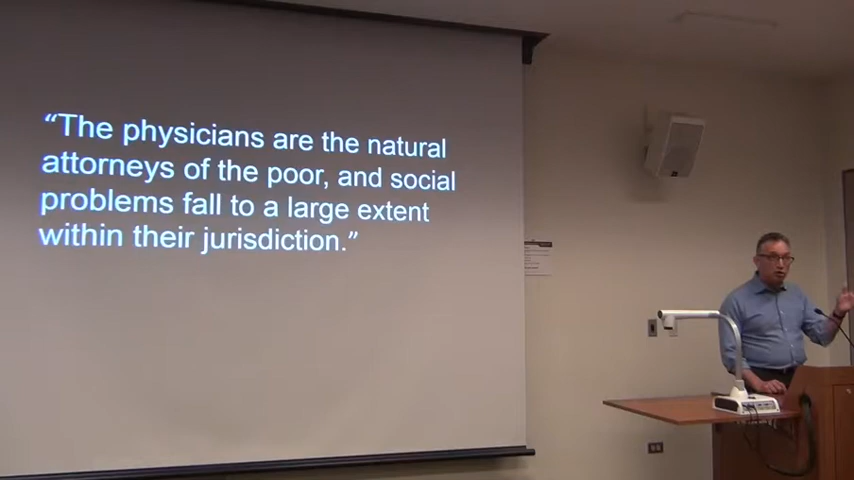 “The physicians are the natural
attorneys of the poor, and social
problems fall to a large extent
within their jurisdiction.”